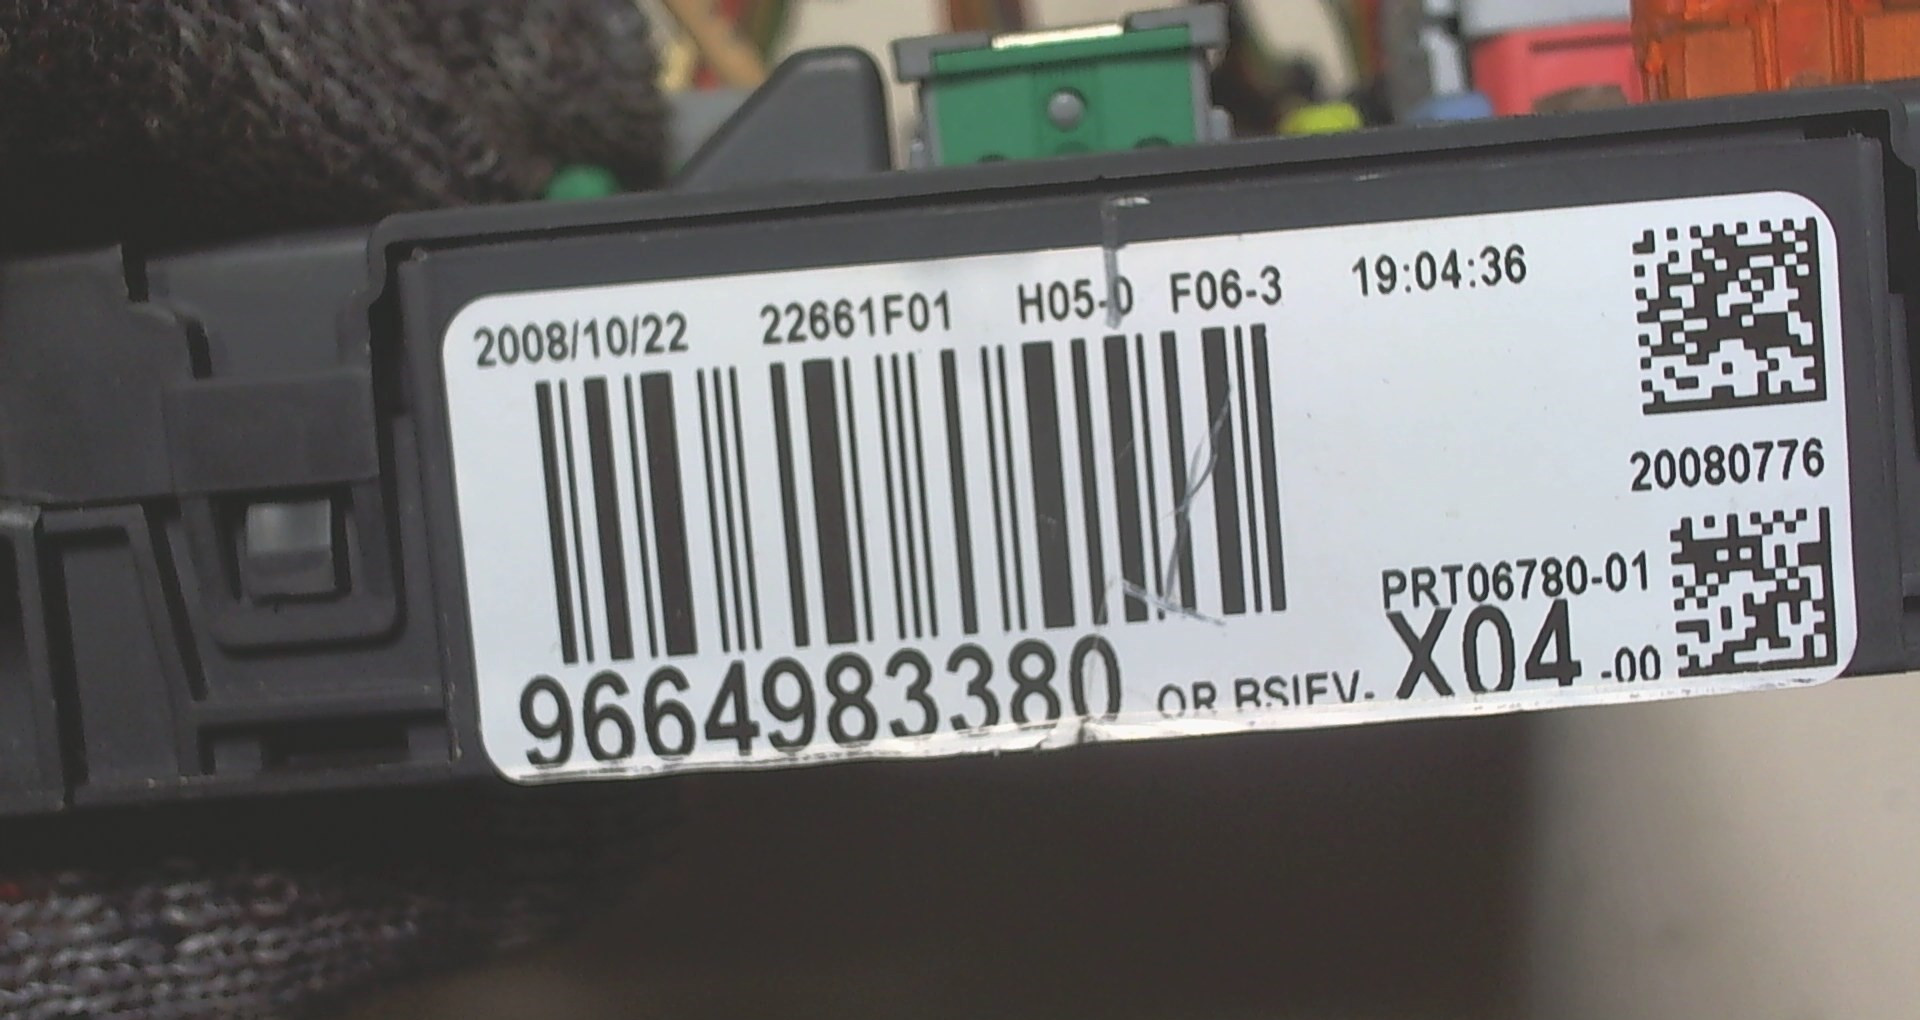 2008/10/22 22661F01 H05-0 F06-3 19:04:36
20080776
PRT06780-01
9664983380 OR BSIEV- X04 -00